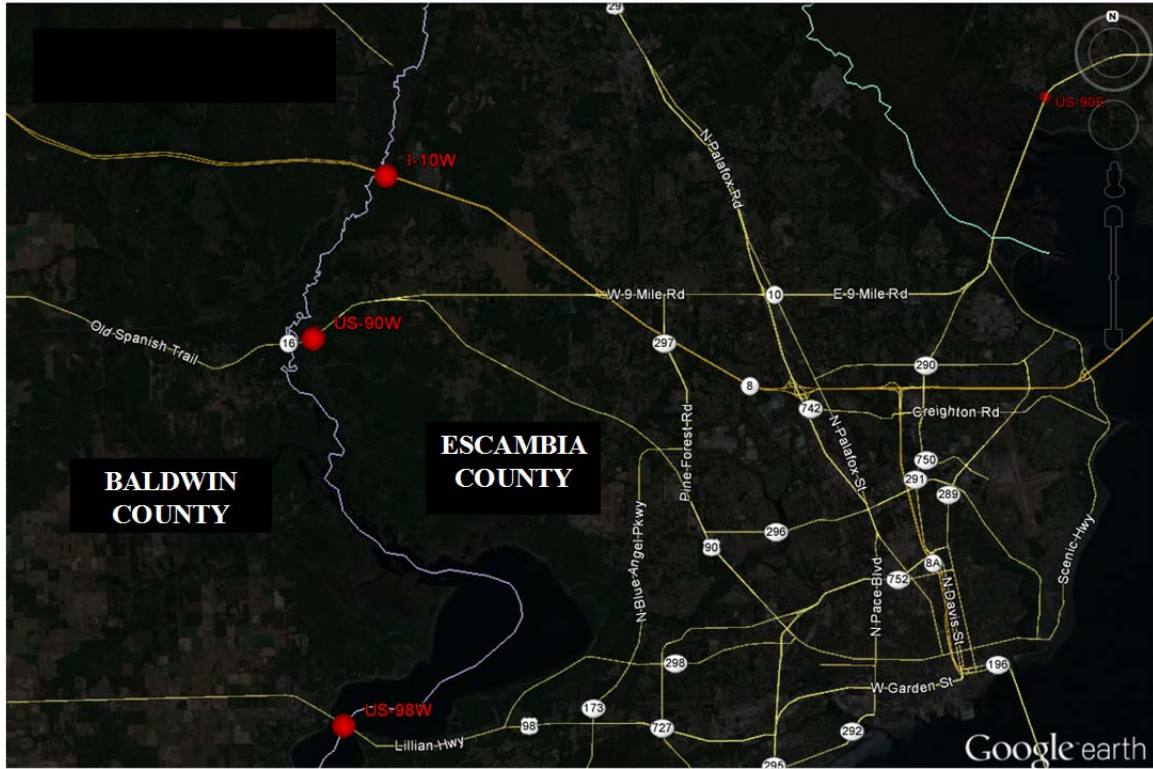 29
N
US-90E
I-10W
N Palafox Rd
W 9 Mile Rd
10
E 9 Mile Rd
US-90W
Old Spanish Trail
16
297
290
8
742
Creighton Rd
N Palafox St
Pine Forest Rd
ESCAMBIA
COUNTY
BALDWIN
COUNTY
750
291
289
296
90
N Blue Angel Pkwy
Scenic Hwy
8A
752
N Pace Blvd
N Davis St
298
196
W Garden St
173
US-98W
98
727
292
Lillian Hwy
295
Google earth